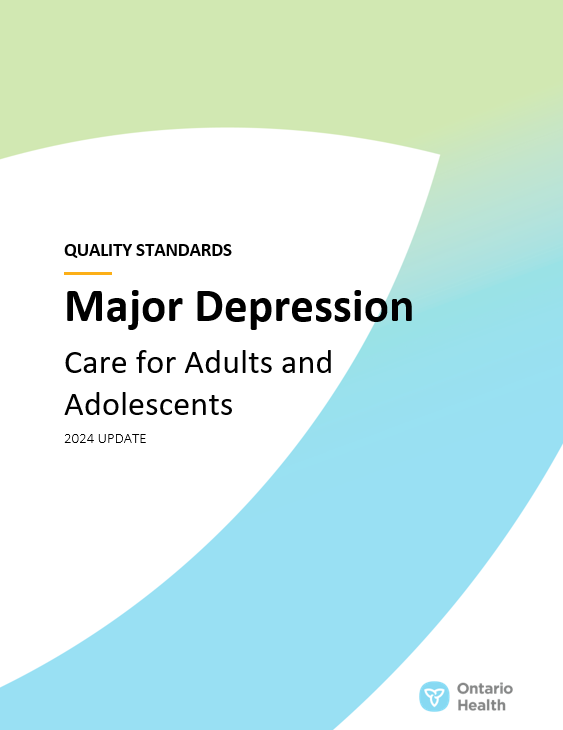 QUALITY STANDARDS
Major Depression
Care for Adults and
Adolescents
2024 UPDATE
Ontario
Health